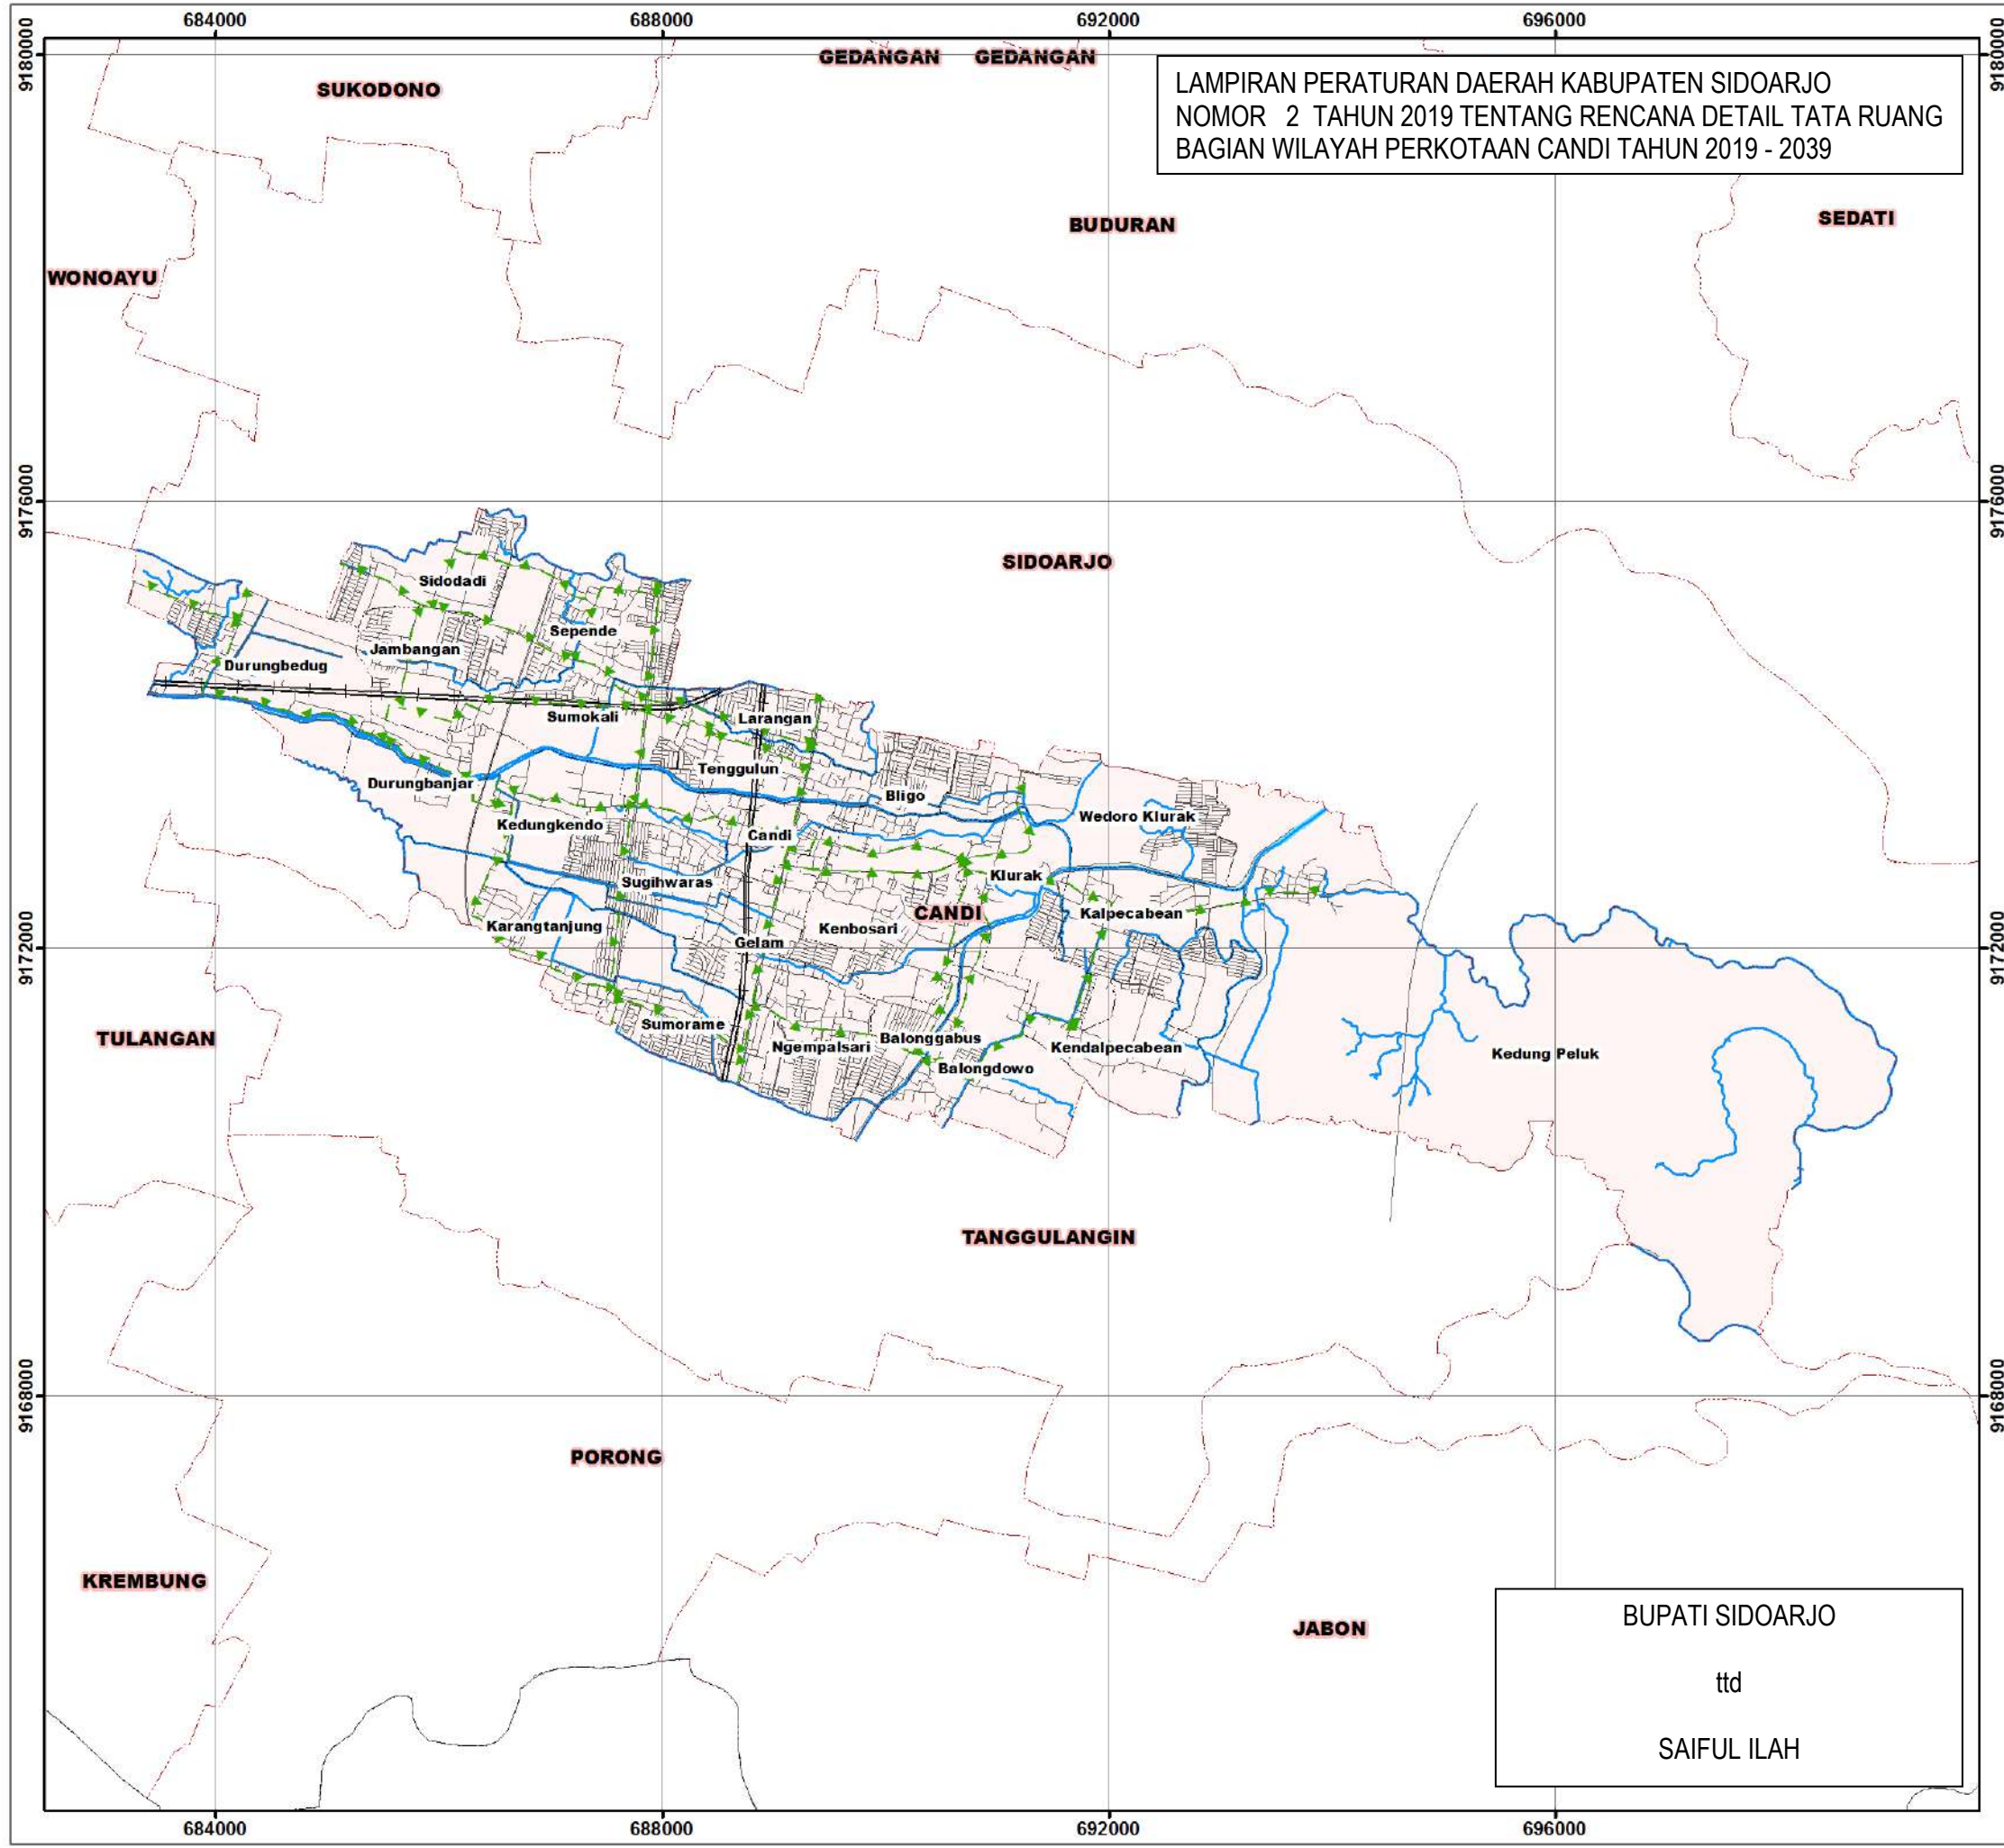 684000
688000
692000
696000
9180000
9180000
GEDANGAN
GEDANGAN
LAMPIRAN PERATURAN DAERAH KABUPATEN SIDOARJO
NOMOR 2 TAHUN 2019 TENTANG RENCANA DETAIL TATA RUANG
BAGIAN WILAYAH PERKOTAAN CANDI TAHUN 2019 - 2039
SUKODONO
BUDURAN
SEDATI
WONOAYU
9176000
9176000
SIDOARJO
Sidodadi
Sepende
Jambangan
Durungbedug
Sumokali
Larangan
Tenggulun
Durungbanjar
Bligo
Wedoro Klurak
Kedungkendo
Candi
Klurak
Sugihwaras
CANDI
Kalpecabean
Karangtanjung
Kenbosari
Gelam
9172000
9172000
TULANGAN
Sumorame
Balonggabus
Ngempalsari
Kendalpecabean
Kedung Peluk
Balongdowo
TANGGULANGIN
9168000
9168000
PORONG
KREMBUNG
JABON
BUPATI SIDOARJO
ttd
SAIFUL ILAH
684000
688000
692000
696000